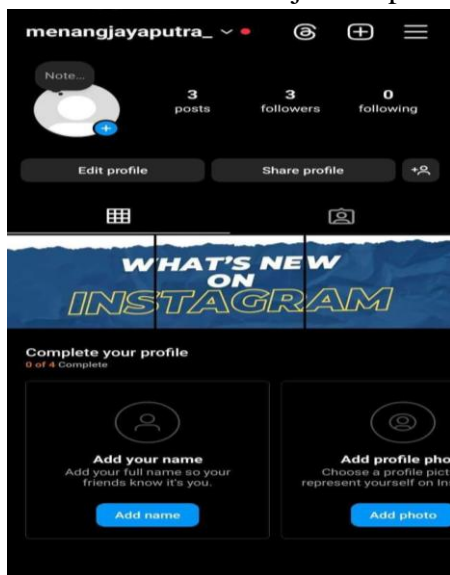 menangjayaputra_
Note...
3 3 0
posts followers following
Edit profile Share profile
WHAT'S NEW
ON
INSTAGRAM
Complete your profile
0 of 4 Complete
Add your name Add profile pho
Add your full name so your Choose a profile pict
friends know it's you. represent yourself on Ins
Add name Add photo